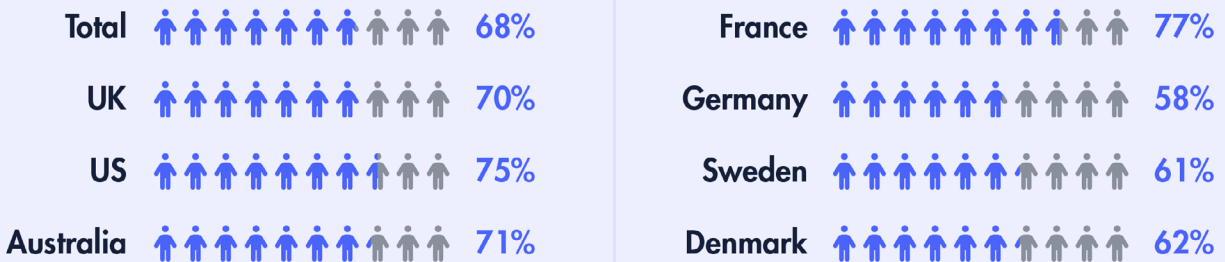 Total 68%
UK 70%
US 75%
Australia 71%
France 77%
Germany 58%
Sweden 61%
Denmark 62%